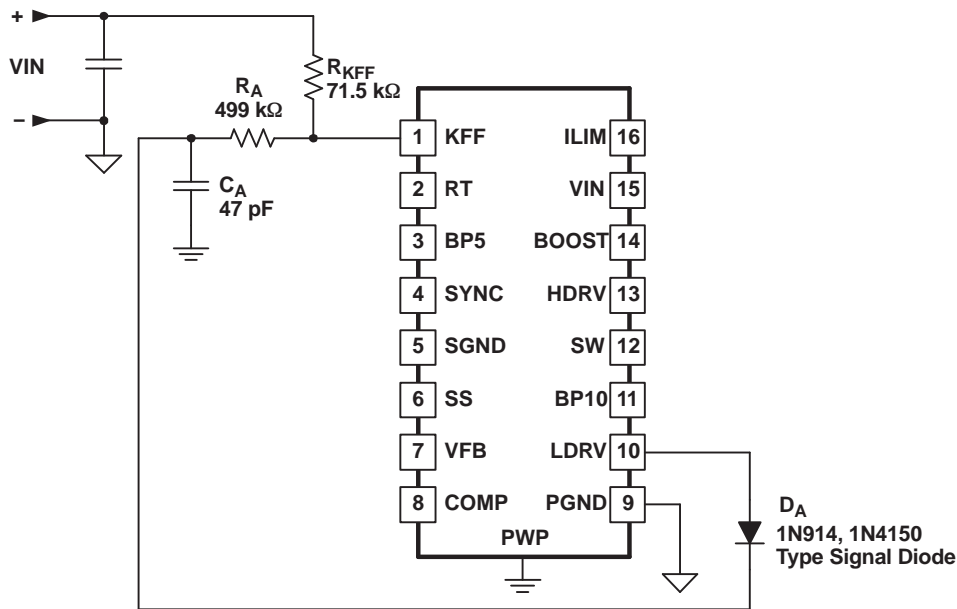 +
VIN
−
RA
499 kΩ
RKFF
71.5 kΩ
CA
47 pF
1 KFF
2 RT
3 BP5
4 SYNC
5 SGND
6 SS
7 VFB
8 COMP
ILIM 16
VIN 15
BOOST 14
HDRV 13
SW 12
BP10 11
LDRV 10
PGND 9
PWP
DA
1N914, 1N4150
Type Signal Diode